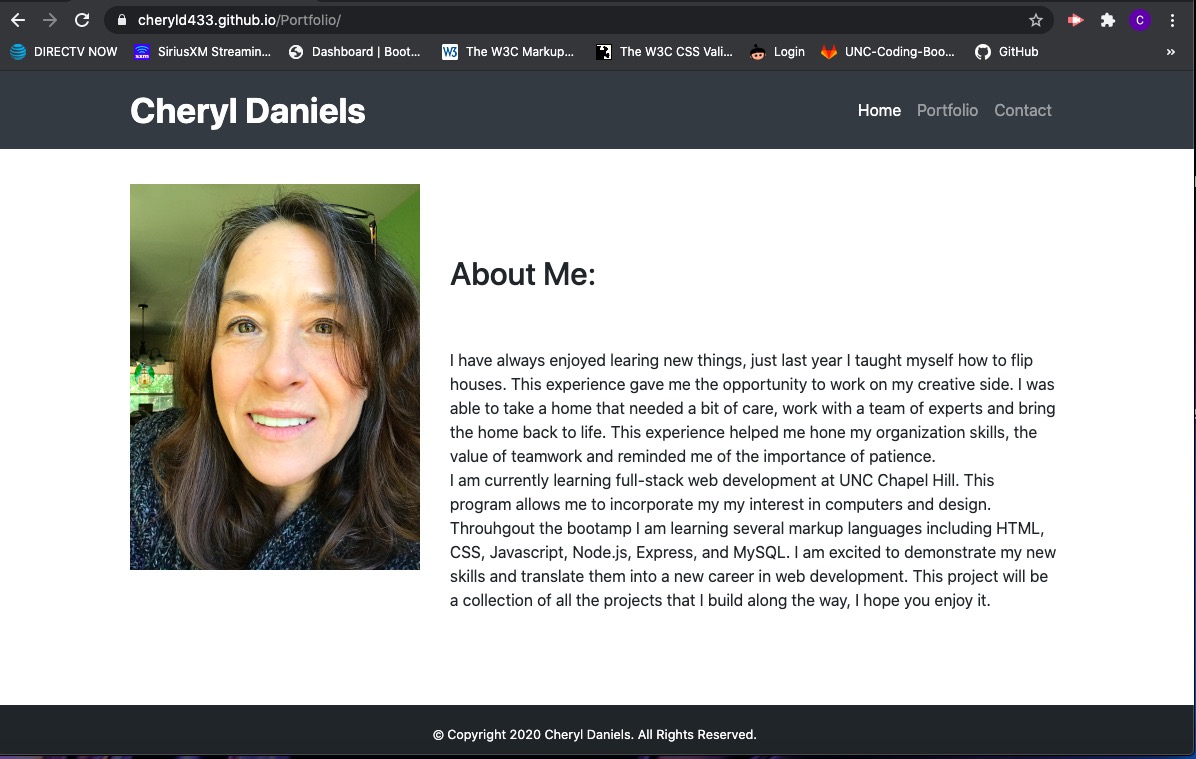 cheryld433.github.io/Portfolio/
C
DIRECTV NOW SiriusXM Streamin... Dashboard | Boot... W3 The W3C Markup... The W3C CSS Vali... Login UNC-Coding-Boo... GitHub »
Cheryl Daniels
Home Portfolio Contact
About Me:
I have always enjoyed learing new things, just last year I taught myself how to flip
houses. This experience gave me the opportunity to work on my creative side. I was
able to take a home that needed a bit of care, work with a team of experts and bring
the home back to life. This experience helped me hone my organization skills, the
value of teamwork and reminded me of the importance of patience.
I am currently learning full-stack web development at UNC Chapel Hill. This
program allows me to incorporate my my interest in computers and design.
Throuhgout the bootamp I am learning several markup languages including HTML,
CSS, Javascript, Node.js, Express, and MySQL. I am excited to demonstrate my new
skills and translate them into a new career in web development. This project will be
a collection of all the projects that I build along the way, I hope you enjoy it.
© Copyright 2020 Cheryl Daniels. All Rights Reserved.